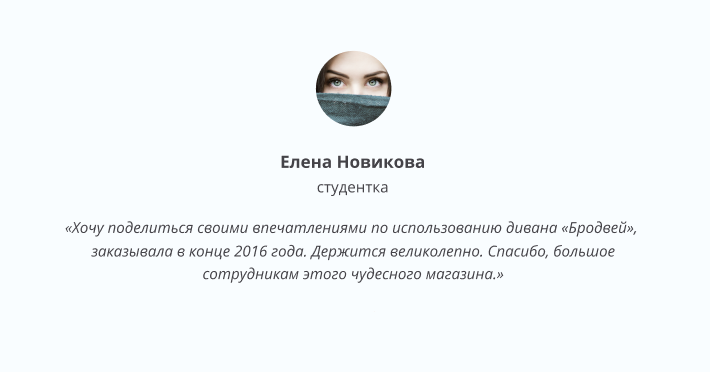 Елена Новикова
студентка
«Хочу поделиться своими впечатлениями по использованию дивана «Бродвей»,
заказывала в конце 2016 года. Держится великолепно. Спасибо, большое
сотрудникам этого чудесного магазина.»